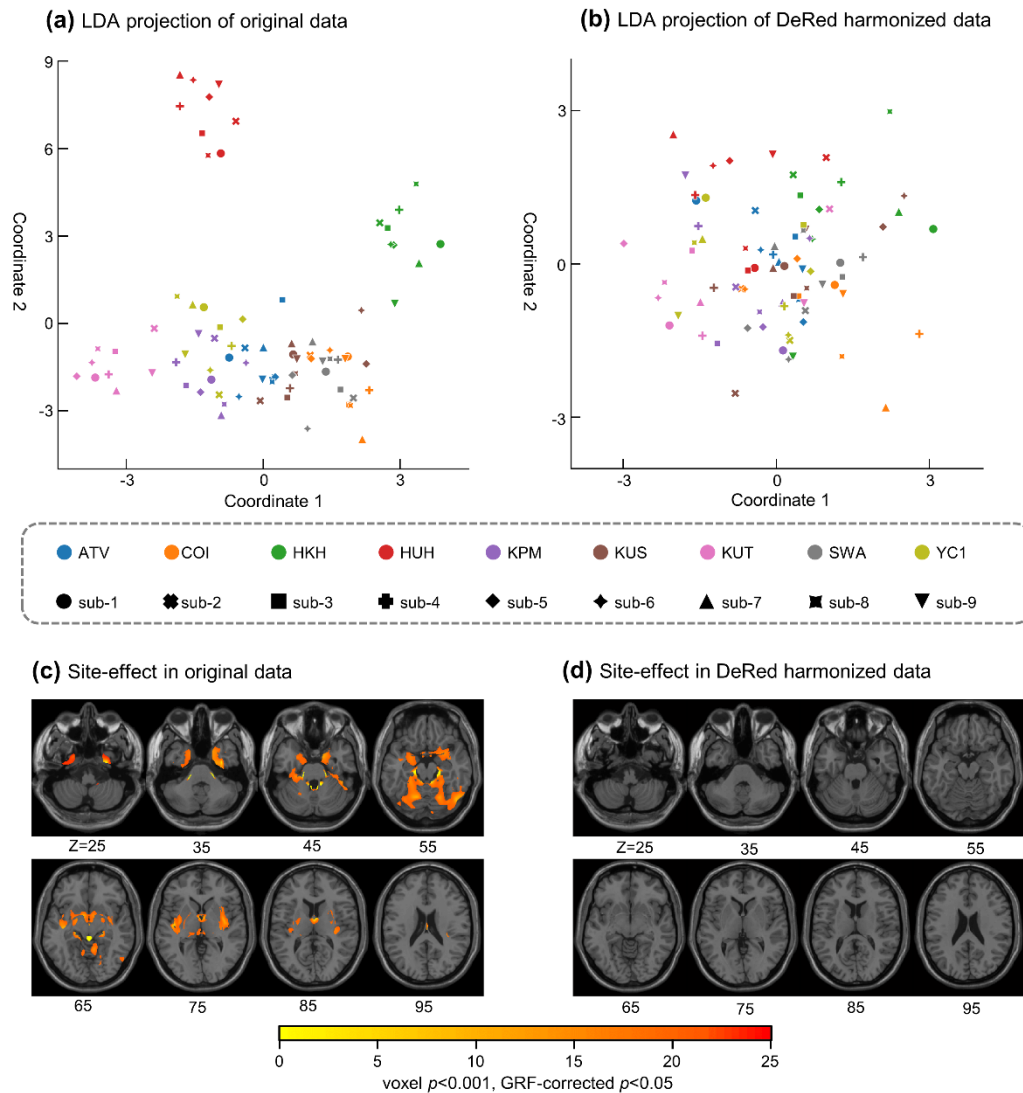 (a) LDA projection of original data
(b) LDA projection of DeRed harmonized data
9
6
3
0
-3
Coordinate 2
-3
0
3
Coordinate 1
3
0
-3
Coordinate 2
-3
0
3
Coordinate 1
ATV COI HKH HUH KPM KUS KUT SWA YC1
sub-1 sub-2 sub-3 sub-4 sub-5 sub-6 sub-7 sub-8 sub-9
(c) Site-effect in original data
(d) Site-effect in DeRed harmonized data
Z=25 35 45 55
65 75 85 95
Z=25 35 45 55
65 75 85 95
0 5 10 15 20 25
voxel p<0.001, GRF-corrected p<0.05